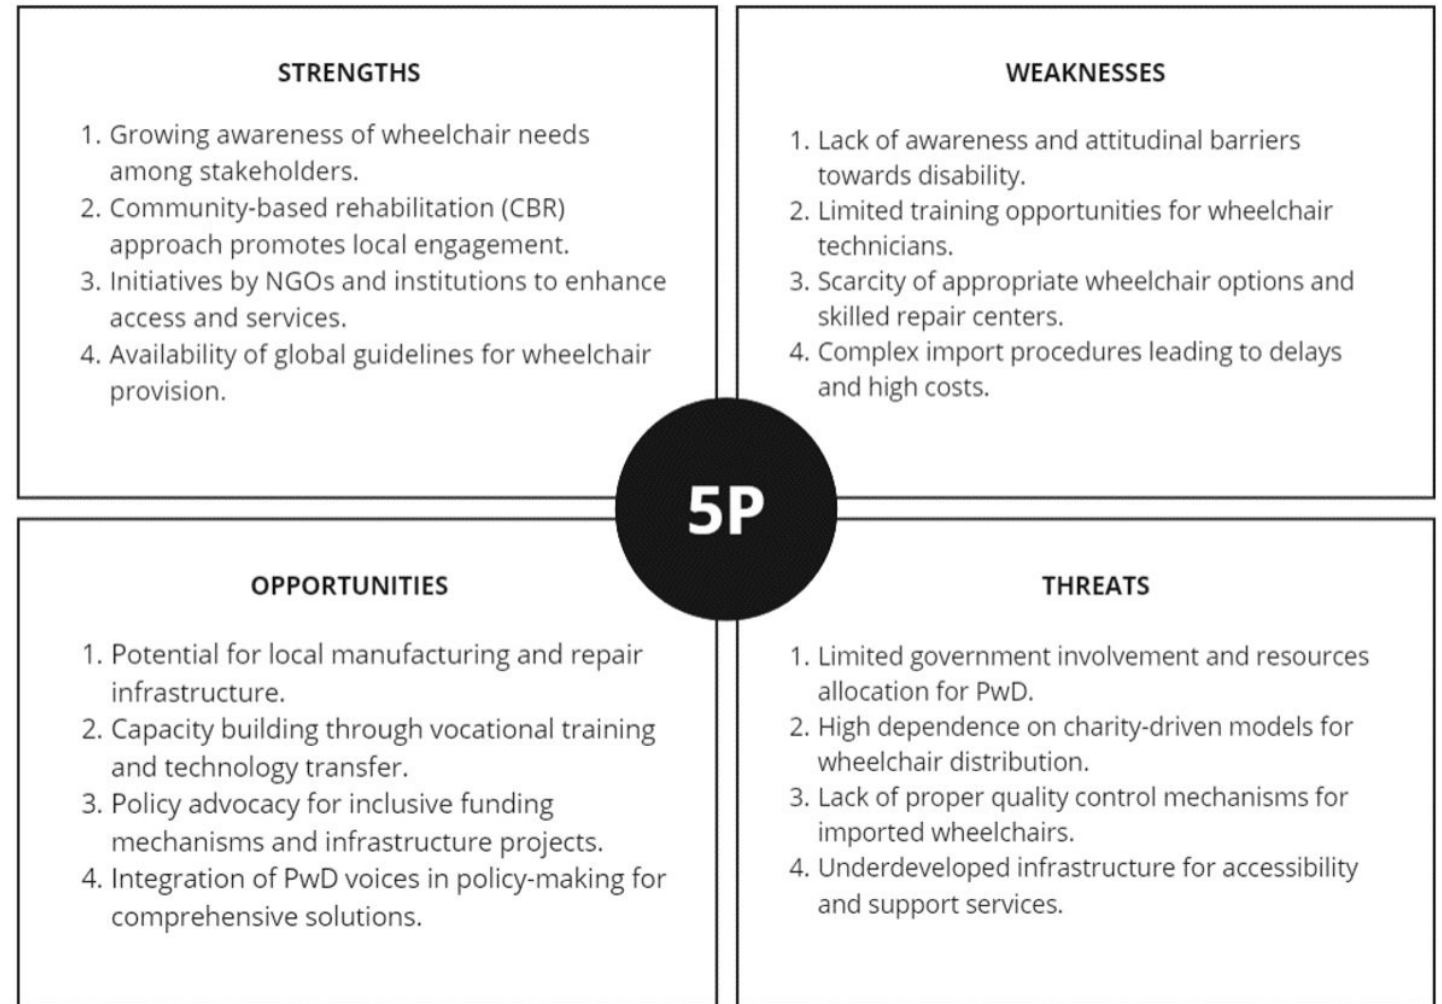 STRENGTHS
1. Growing awareness of wheelchair needs
among stakeholders.
2. Community-based rehabilitation (CBR)
approach promotes local engagement.
3. Initiatives by NGOs and institutions to enhance
access and services.
4. Availability of global guidelines for wheelchair
provision.
WEAKNESSES
1. Lack of awareness and attitudinal barriers
towards disability.
2. Limited training opportunities for wheelchair
technicians.
3. Scarcity of appropriate wheelchair options and
skilled repair centers.
4. Complex import procedures leading to delays
and high costs.
5P
OPPORTUNITIES
1. Potential for local manufacturing and repair
infrastructure.
2. Capacity building through vocational training
and technology transfer.
3. Policy advocacy for inclusive funding
mechanisms and infrastructure projects.
4. Integration of PwD voices in policy-making for
comprehensive solutions.
THREATS
1. Limited government involvement and resources
allocation for PwD.
2. High dependence on charity-driven models for
wheelchair distribution.
3. Lack of proper quality control mechanisms for
imported wheelchairs.
4. Underdeveloped infrastructure for accessibility
and support services.